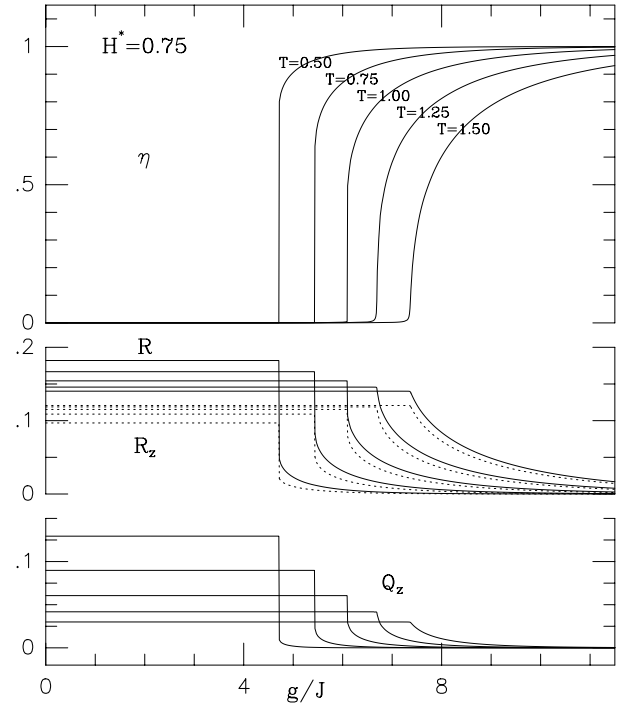 1
H*=0.75
T=0.50
T=0.75
T=1.00
T=1.25
T=1.50
η
.5
0
.2
R
.1
R_z
0
.1
Q_z
0
0
4
8
g/J